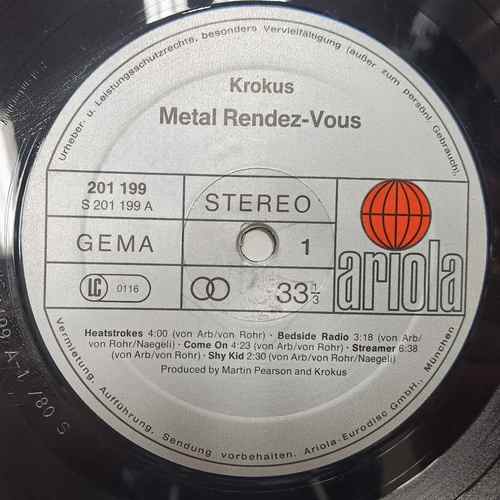 Urheber. u. Leistungsschutzrechte, besonders Vervielfältigung (außer zum persönl. Gebrauch),
Krokus
Metal Rendez-Vous
201 199
S 201 199 A
STEREO
GEMA
1
ariola
LC 0116
33 1/3
Heatstrokes 4:00 (von Arb/von Rohr) · Bedside Radio 3:18 (von Arb/
von Rohr/Naegeli) · Come On 4:23 (von Arb/von Rohr) · Streamer 6:38
(von Arb/von Rohr) · Shy Kid 2:30 (von Arb/von Rohr/Naegeli)
Produced by Martin Pearson and Krokus
Vermietung, Aufführung, Sendung vorbehalten. Ariola-Eurodisc GmbH., München